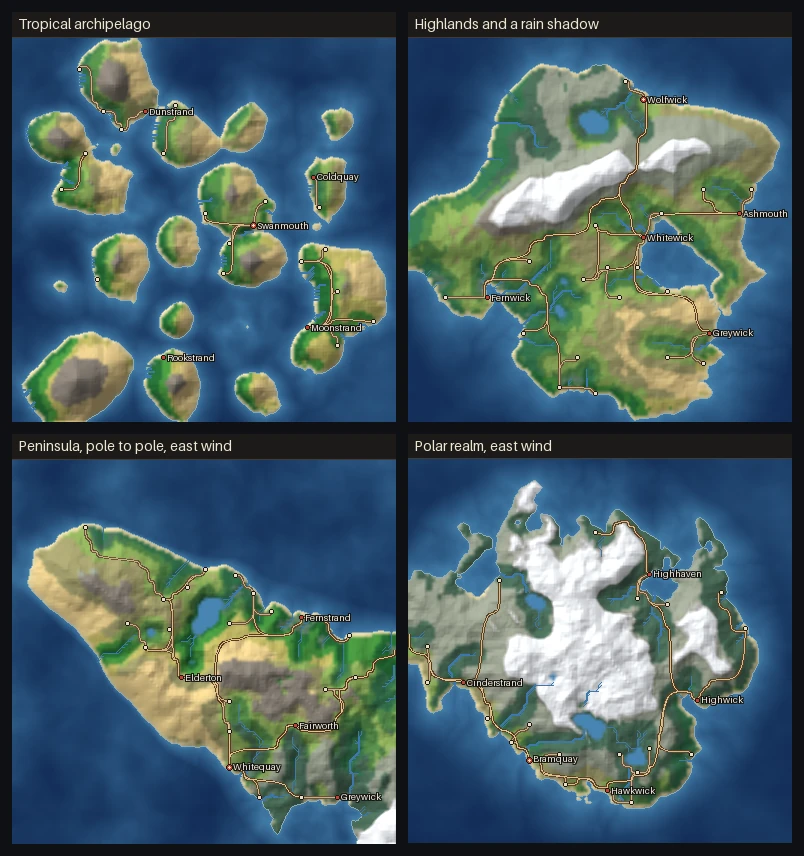 Tropical archipelago
Dunstrand
Coldquay
Swanmouth
Moonstrand
Rookstrand
Highlands and a rain shadow
Wolfwick
Ashmouth
Whitewick
Fernwick
Greywick
Peninsula, pole to pole, east wind
Fernstrand
Elderton
Fairworth
Whitequay
Greywick
Polar realm, east wind
Highhaven
Cinderstrand
Highwick
Bramquay
Hawkwick